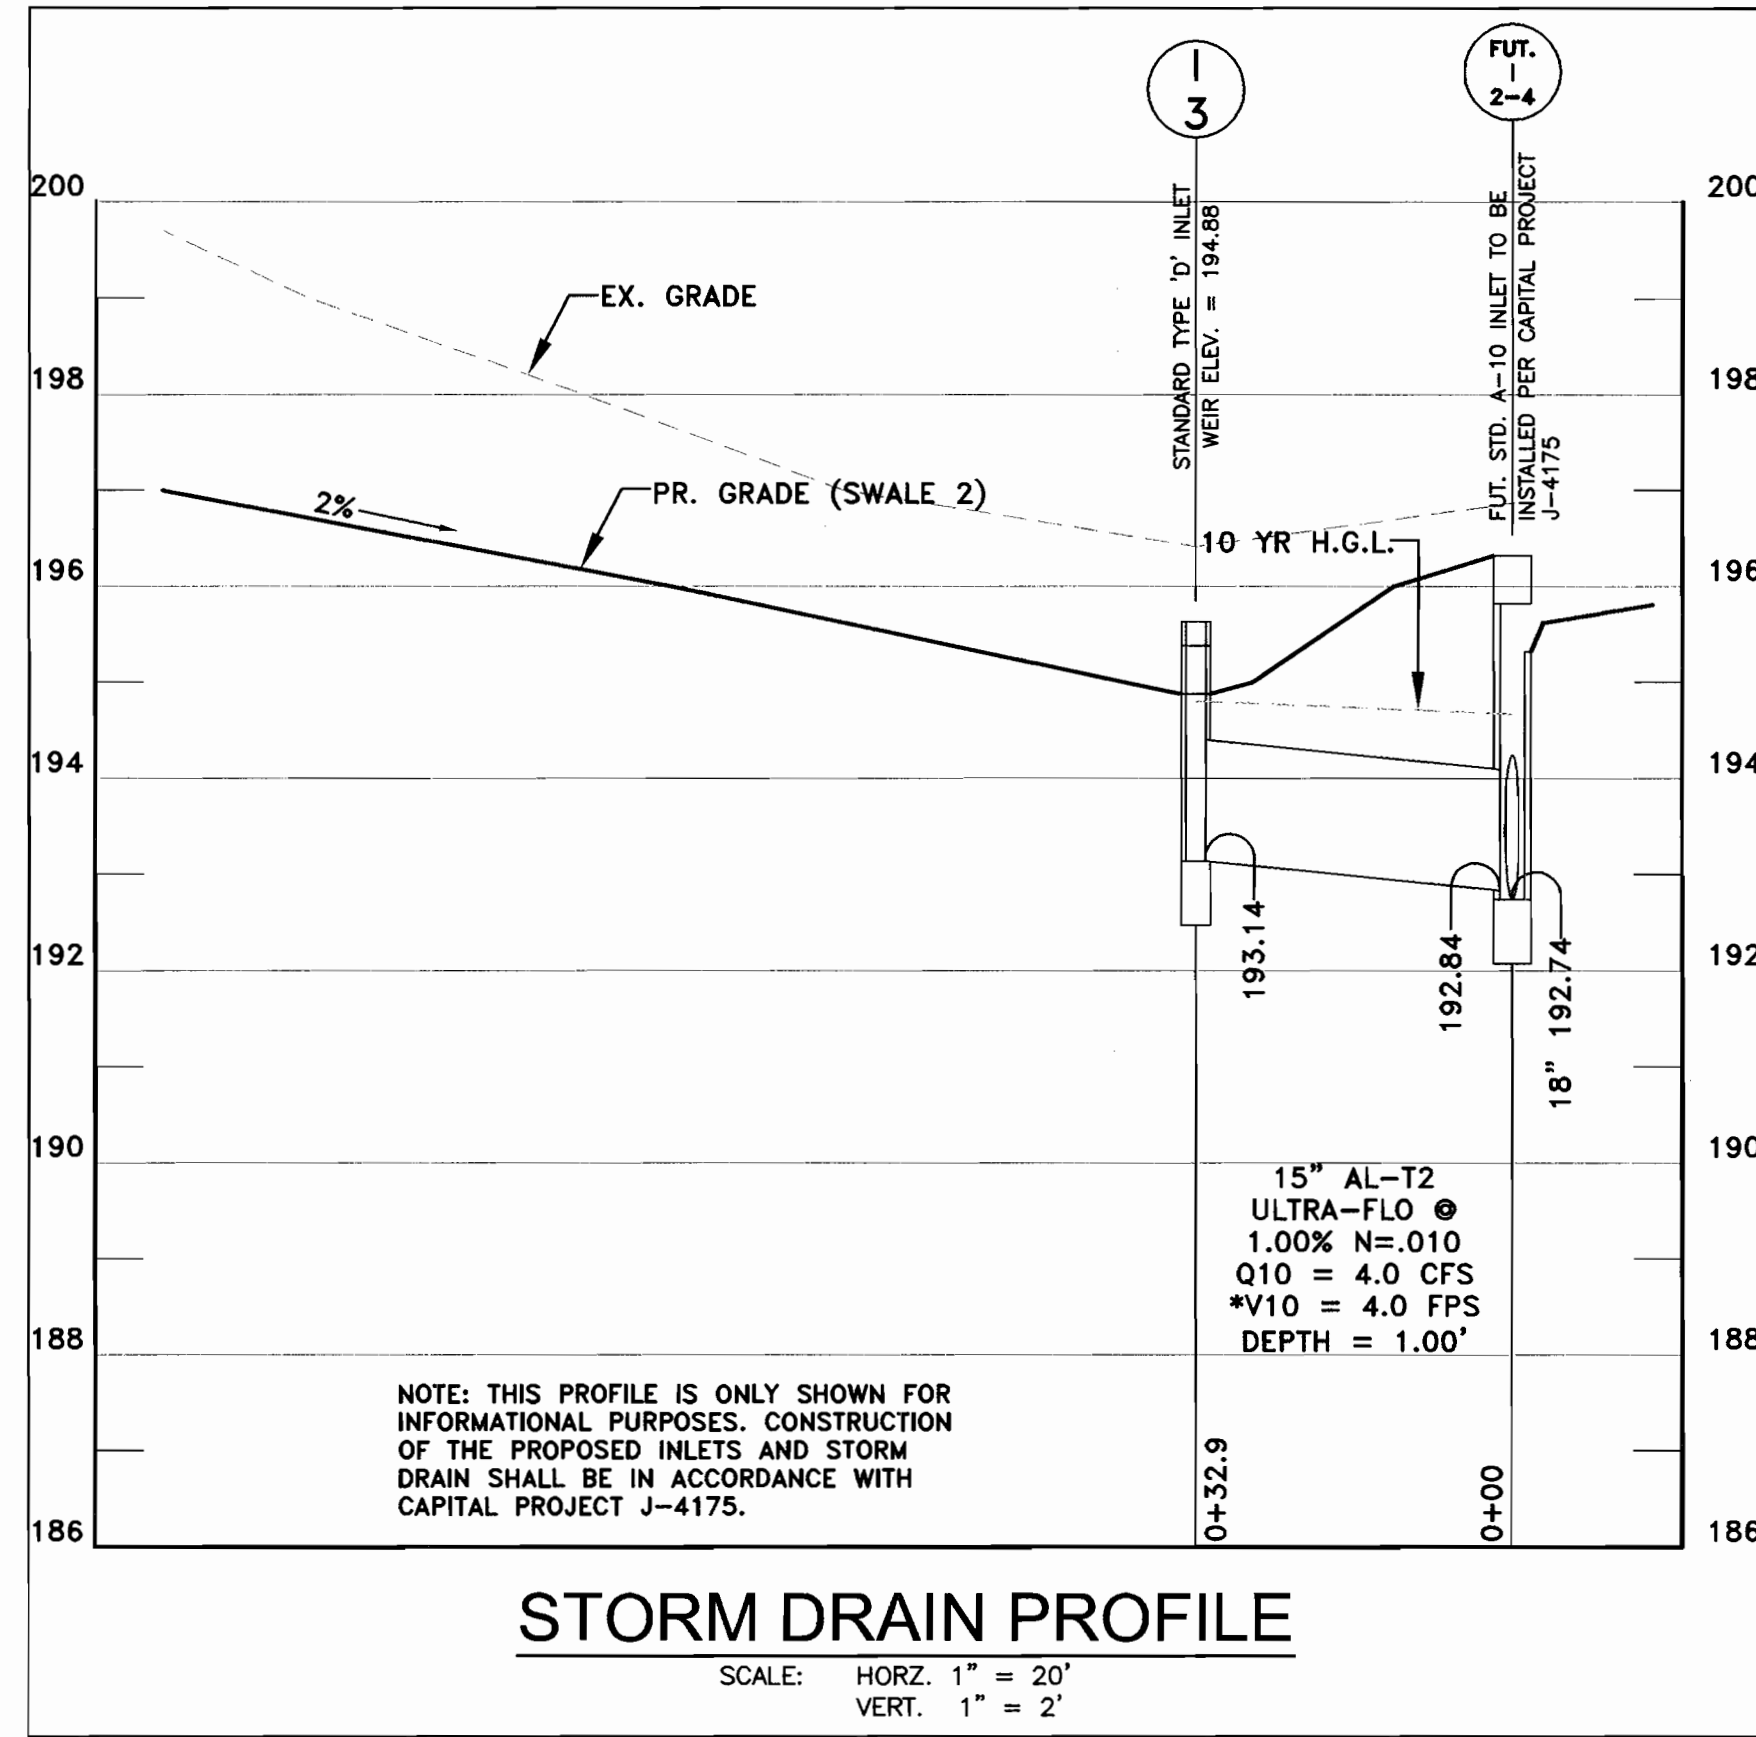 I
3
FUT.
I
2-4
STANDARD TYPE 'D' INLET
WEIR ELEV. = 194.88
FUT. STD. A-10 INLET TO BE
INSTALLED PER CAPITAL PROJECT
J-4175
200
200
198
198
196
196
194
194
192
192
190
190
188
188
186
186
EX. GRADE
2%
PR. GRADE (SWALE 2)
10 YR H.G.L.
193.14
192.84
18" 192.74
15" AL-T2
ULTRA-FLO @
1.00% N=.010
Q10 = 4.0 CFS
*V10 = 4.0 FPS
DEPTH = 1.00'
NOTE: THIS PROFILE IS ONLY SHOWN FOR
INFORMATIONAL PURPOSES. CONSTRUCTION
OF THE PROPOSED INLETS AND STORM
DRAIN SHALL BE IN ACCORDANCE WITH
CAPITAL PROJECT J-4175.
0+32.9
0+00
STORM DRAIN PROFILE
SCALE: HORZ. 1" = 20'
VERT. 1" = 2'